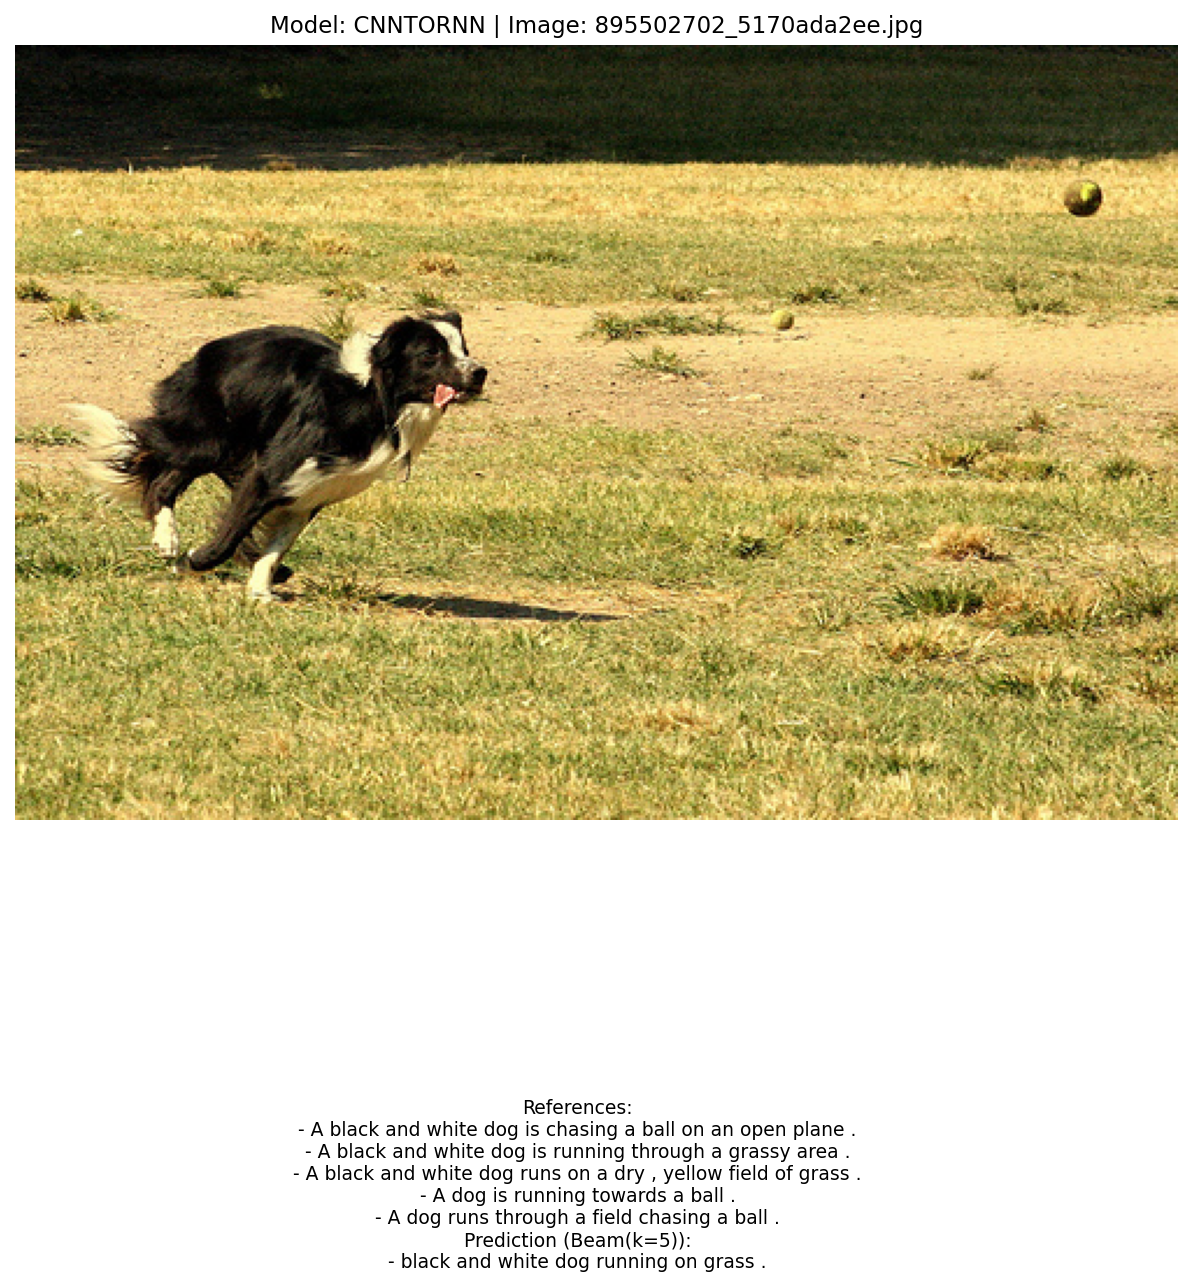 Model: CNNTORNN | Image: 895502702_5170ada2ee.jpg
References:
- A black and white dog is chasing a ball on an open plane .
- A black and white dog is running through a grassy area .
- A black and white dog runs on a dry , yellow field of grass .
- A dog is running towards a ball .
- A dog runs through a field chasing a ball .
Prediction (Beam(k=5)):
- black and white dog running on grass .